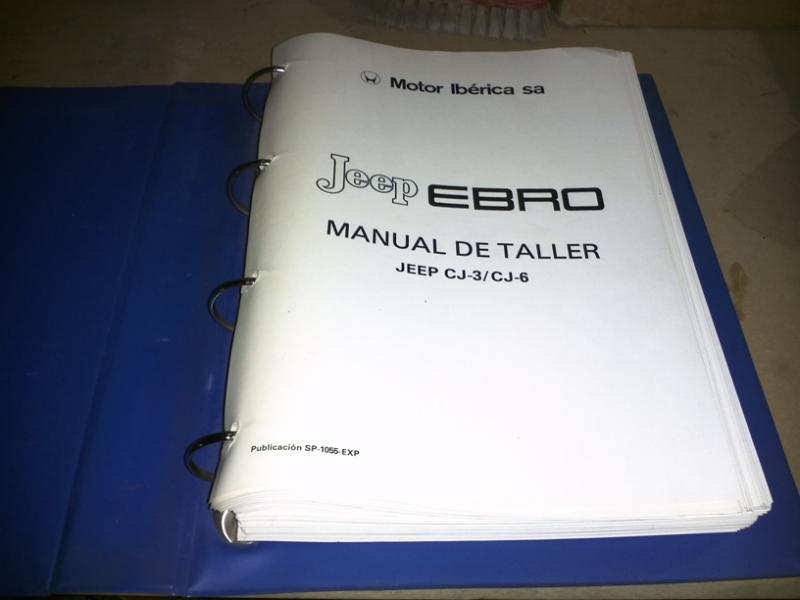 Motor Ibérica sa
Jeep EBRO
MANUAL DE TALLER
JEEP CJ-3/CJ-6
Publicación SP-1055-EXP